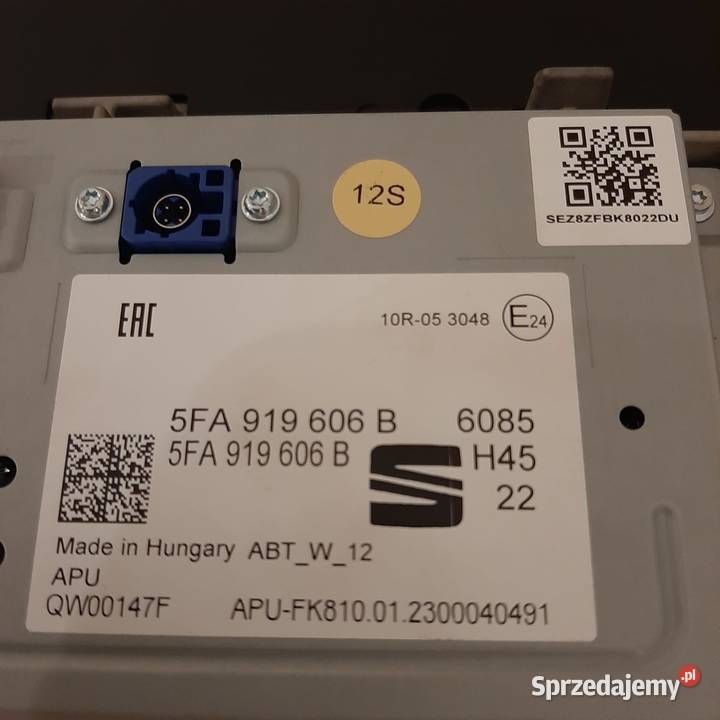 12S
SEZ8ZFBK8022DU
EAC
10R-05 3048 E24
5FA 919 606 B 6085
5FA 919 606 B H45
22
Made in Hungary ABT_W_12
APU
QW00147F APU-FK810.01.2300040491
Sprzedajemy.pl